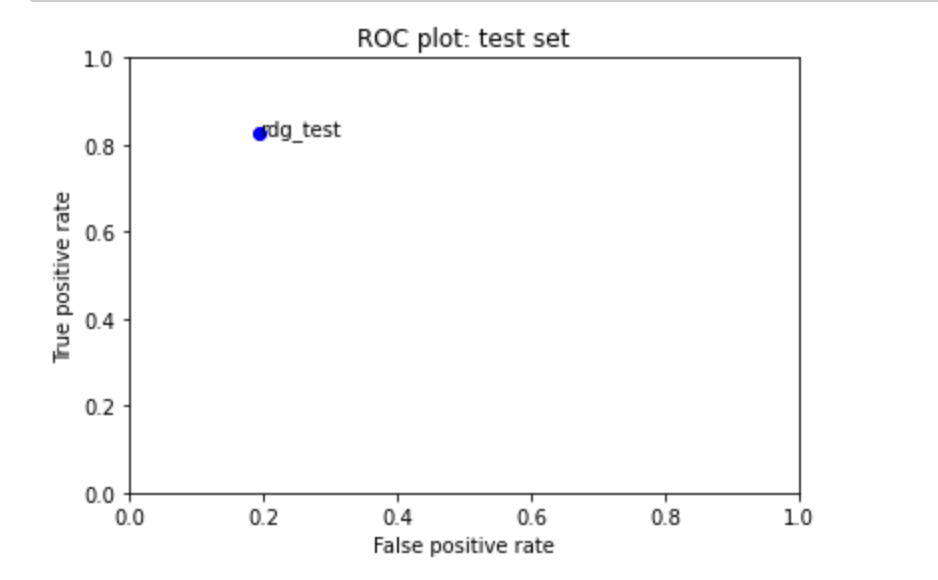 ROC plot: test set
1.0
0.8
0.6
0.4
0.2
0.0
True positive rate
rdg_test
0.0 0.2 0.4 0.6 0.8 1.0
False positive rate